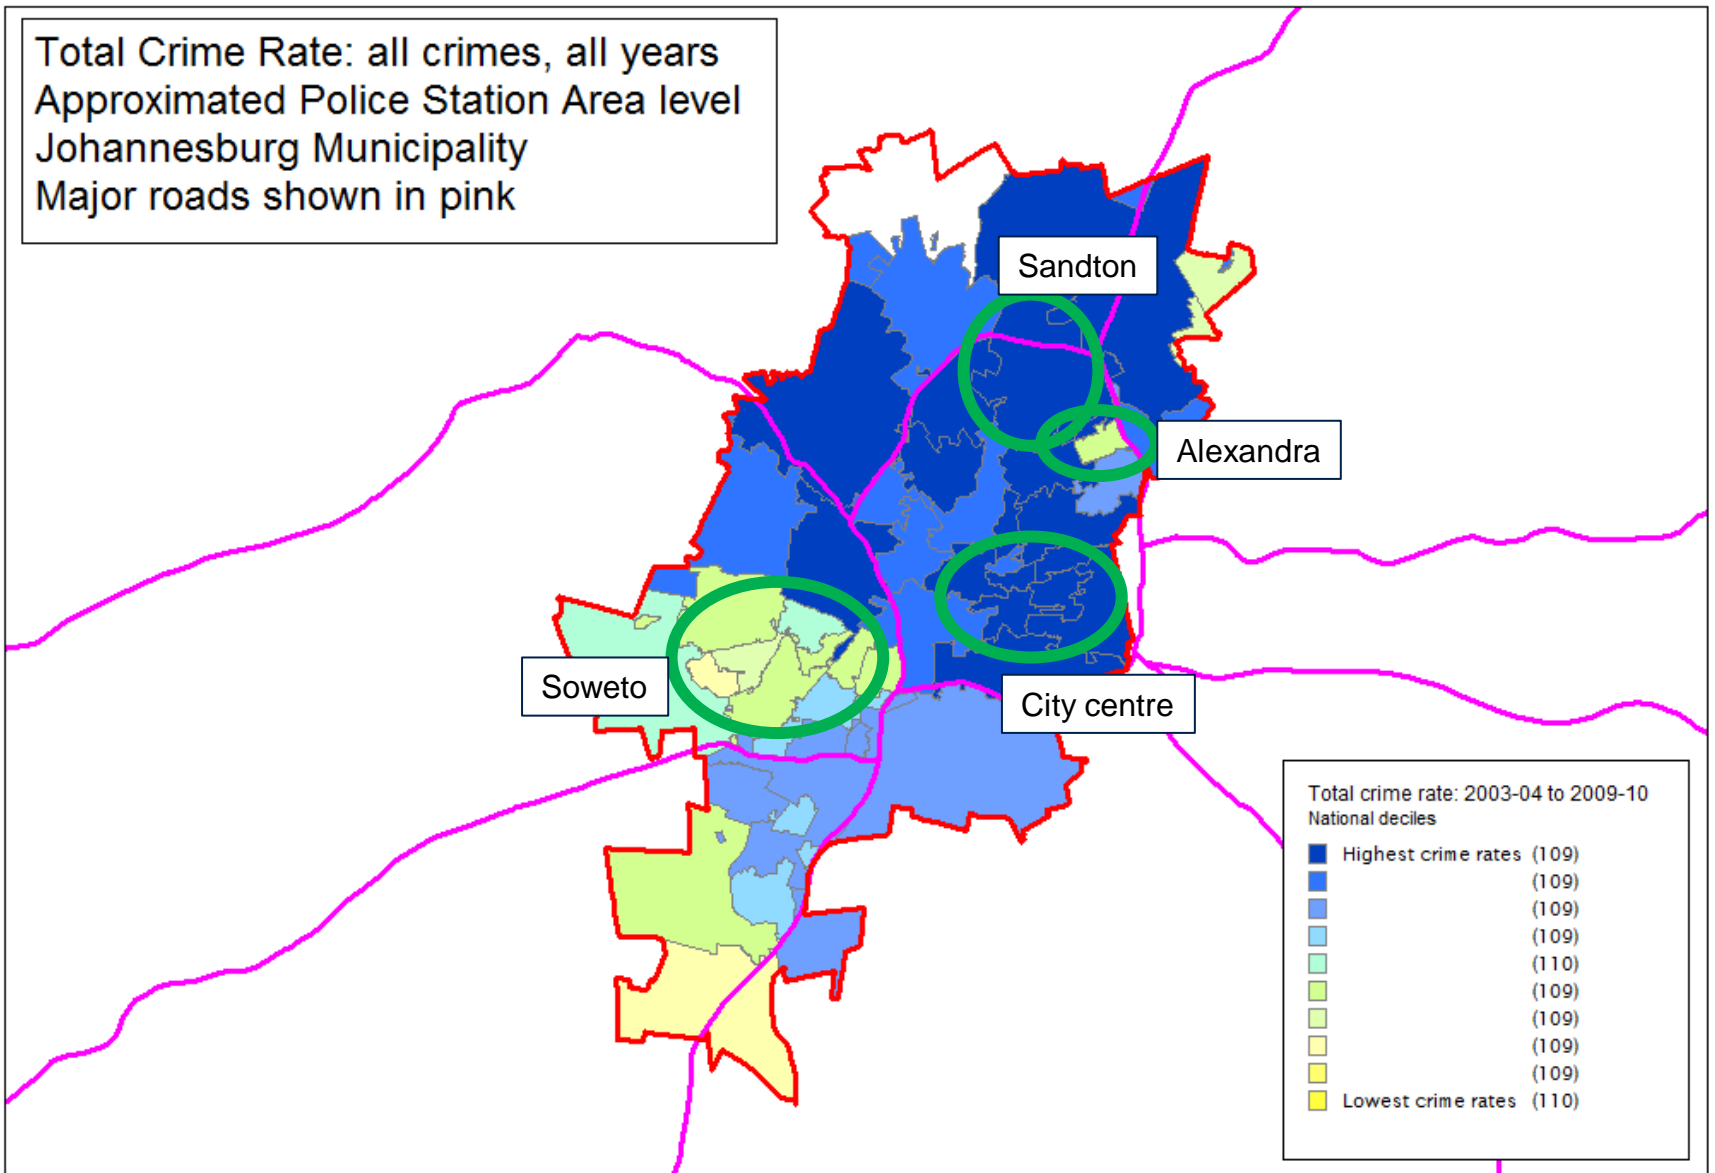 Total Crime Rate: all crimes, all years
Approximated Police Station Area level
Johannesburg Municipality
Major roads shown in pink
Sandton
Alexandra
Soweto
City centre
Total crime rate: 2003-04 to 2009-10
National deciles
Highest crime rates (109)
(109)
(109)
(109)
(110)
(109)
(109)
(109)
(109)
Lowest crime rates (110)